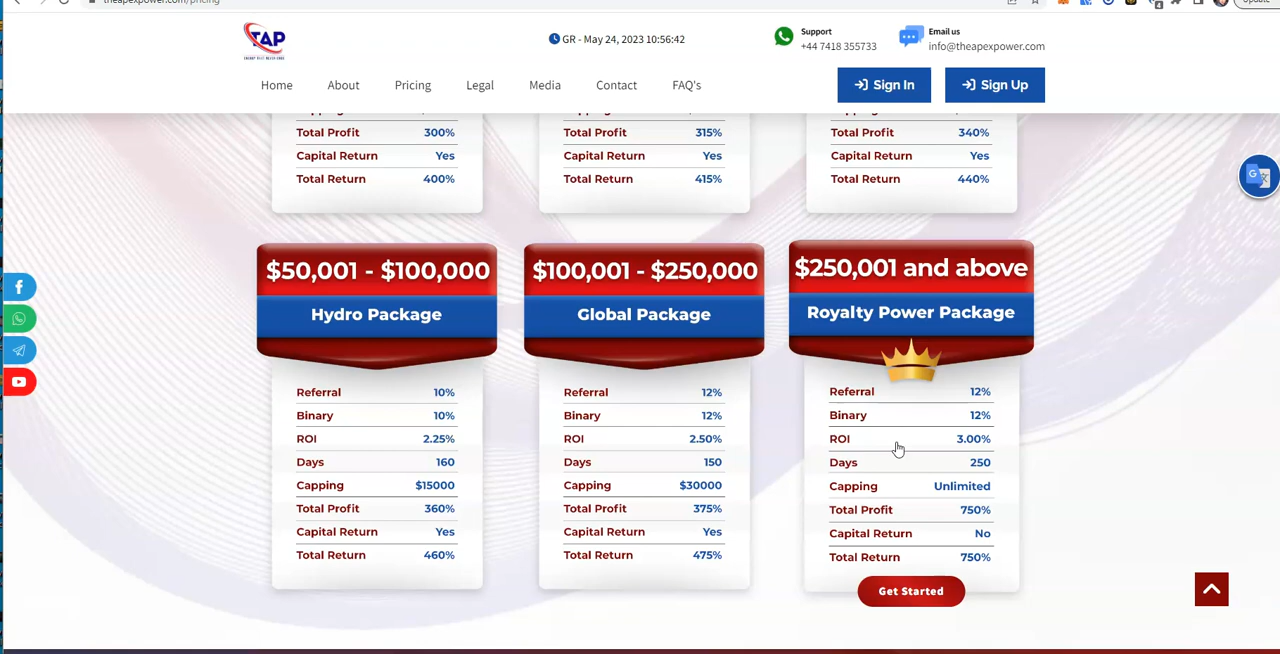 theapexpower.com/pricing
Update
TAP
GR - May 24, 2023 10:56:42
Support
+44 7418 355733
Email us
info@theapexpower.com
Home
About
Pricing
Legal
Media
Contact
FAQ's
Sign In
Sign Up
Total Profit 300%
Capital Return Yes
Total Return 400%
Total Profit 315%
Capital Return Yes
Total Return 415%
Total Profit 340%
Capital Return Yes
Total Return 440%
$50,001 - $100,000
Hydro Package
Referral 10%
Binary 10%
ROI 2.25%
Days 160
Capping $15000
Total Profit 360%
Capital Return Yes
Total Return 460%
$100,001 - $250,000
Global Package
Referral 12%
Binary 12%
ROI 2.50%
Days 150
Capping $30000
Total Profit 375%
Capital Return Yes
Total Return 475%
$250,001 and above
Royalty Power Package
Referral 12%
Binary 12%
ROI 3.00%
Days 250
Capping Unlimited
Total Profit 750%
Capital Return No
Total Return 750%
Get Started